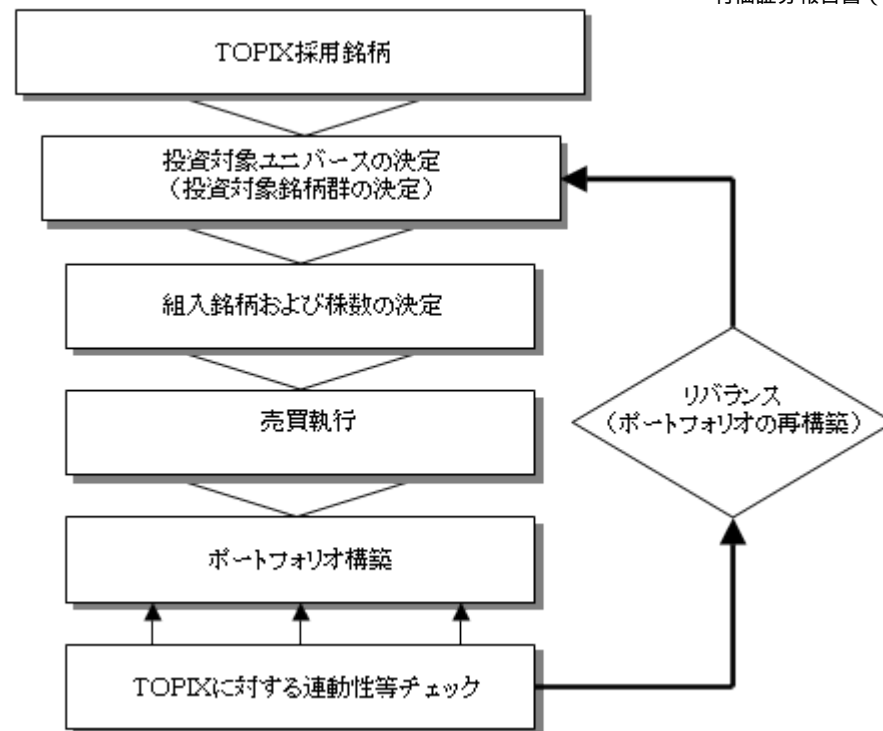 TOPIX採用銘柄
投資対象ユニバースの決定
（投資対象銘柄群の決定）
組入銘柄および株数の決定
売買執行
リバランス
（ポートフォリオの再構築）
ポートフォリオ構築
TOPIXに対する連動性等チェック